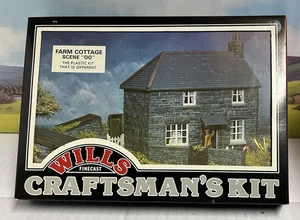 FARM COTTAGE
SCENE "OO"
THE PLASTIC KIT
THAT IS DIFFERENT
WILLS
FINECAST
CRAFTSMAN'S KIT